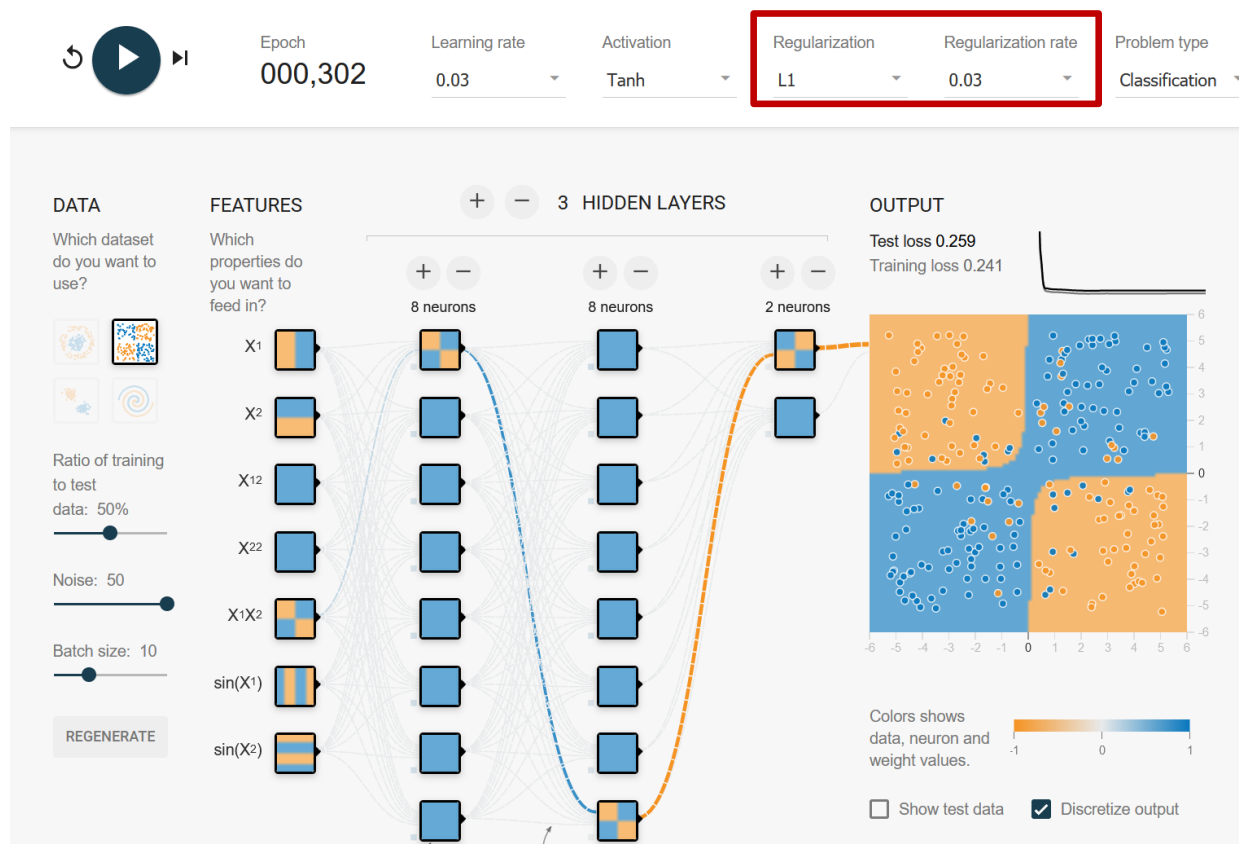 Epoch
000,302
Learning rate
0.03
Activation
Tanh
Regularization
L1
Regularization rate
0.03
Problem type
Classification
DATA
Which dataset
do you want to
use?
Ratio of training
to test
data: 50%
Noise: 50
Batch size: 10
REGENERATE
FEATURES
Which
properties do
you want to
feed in?
X1
X2
X12
X22
X1X2
sin(X1)
sin(X2)
+ − 3 HIDDEN LAYERS
+ −
8 neurons
+ −
8 neurons
+ −
2 neurons
OUTPUT
Test loss 0.259
Training loss 0.241
6
5
4
3
2
1
0
-1
-2
-3
-4
-5
-6
-6 -5 -4 -3 -2 -1 0 1 2 3 4 5 6
Colors shows
data, neuron and
weight values.
-1 0 1
Show test data
Discretize output